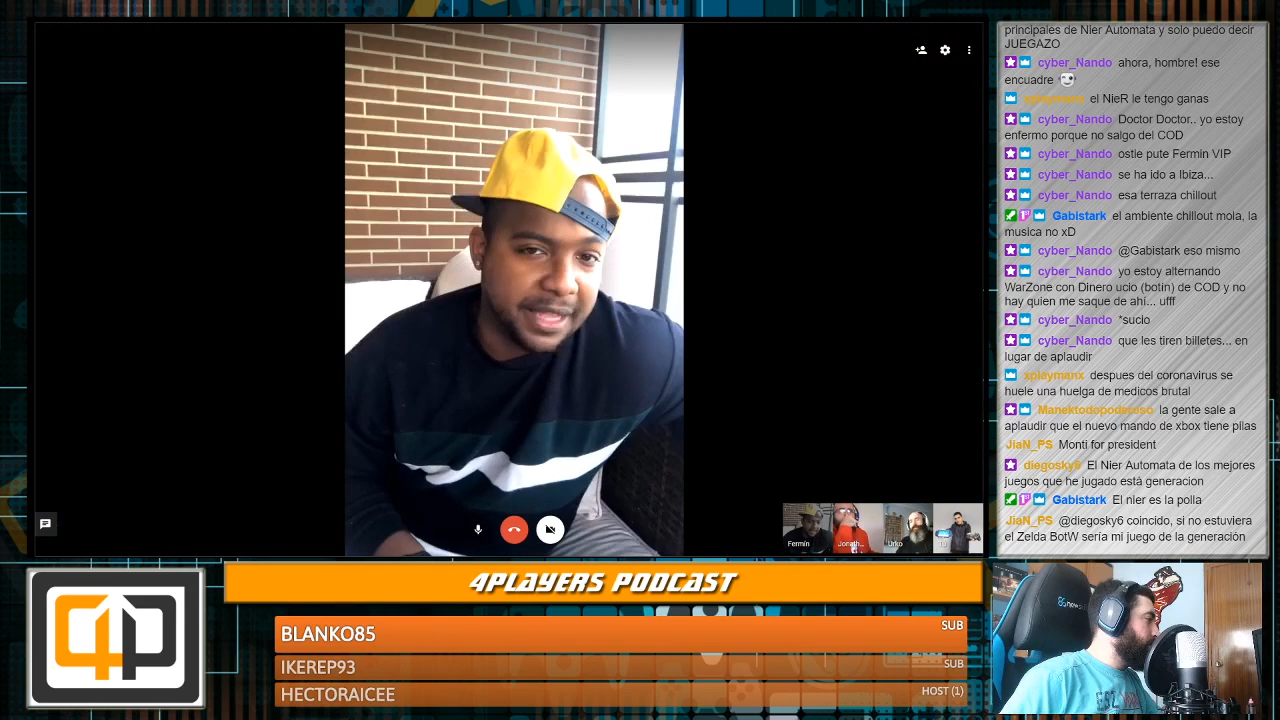 principales de Nier Automata y solo puedo decir
JUEGAZO
cyber_Nando ahora, hombre! ese
encuadre
xplaymanx el NieR le tengo ganas
cyber_Nando Doctor Doctor.. yo estoy
enfermo porque no salgo del COD
cyber_Nando ostie pute Fermin VIP
cyber_Nando se ha ido a Ibiza...
cyber_Nando esa terraza chillout
Gabistark el ambiente chillout mola, la
musica no xD
cyber_Nando @Gabistark eso mismo
cyber_Nando yo estoy alternando
WarZone con Dinero ucio (botin) de COD y no
hay quien me saque de ahí... ufff
cyber_Nando *sucio
cyber_Nando que les tiren billetes... en
lugar de aplaudir
xplaymanx despues del coronavirus se
huele una huelga de medicos brutal
Manektodopoderoso la gente sale a
aplaudir que el nuevo mando de xbox tiene pilas
JiaN_PS Monti for president
diegosky6 El Nier Automata de los mejores
juegos que he jugado está generacion
Gabistark El nier es la polla
JiaN_PS @diegosky6 coincido, si no estuviera
el Zelda BotW sería mi juego de la generación
Fermín
Jonath...
Urko
4PLAYERS PODCAST
4P
BLANKO85 SUB
IKEREP93 SUB
HECTORAICEE HOST (1)